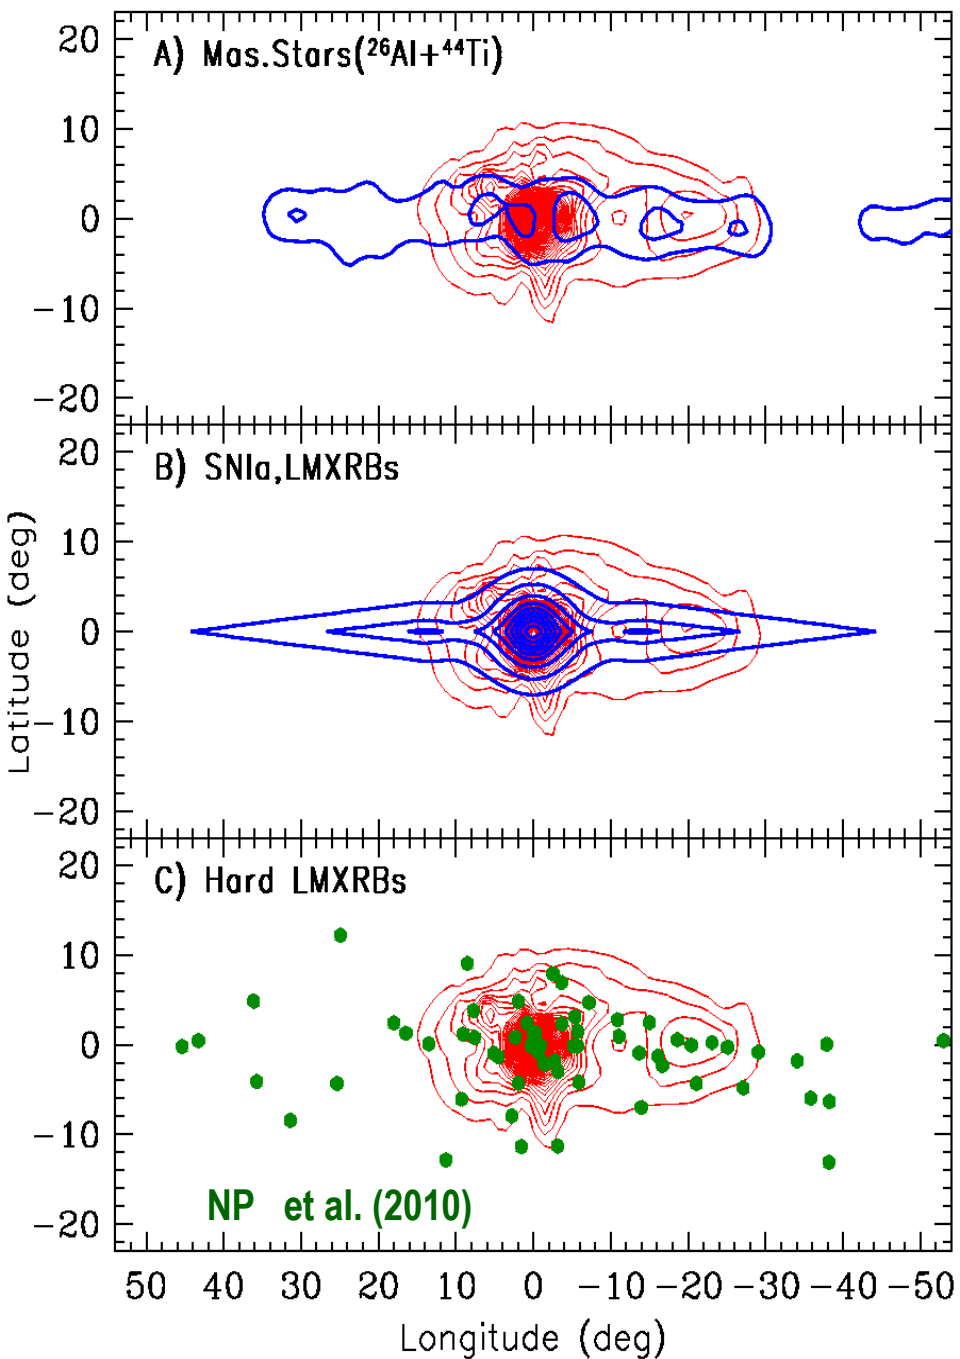 A) Mas.Stars(²⁶Al+⁴⁴Ti)
20
10
0
−10
−20
B) SNIa,LMXRBs
20
10
0
−10
−20
Latitude (deg)
C) Hard LMXRBs
20
10
0
−10
−20
NP et al. (2010)
50 40 30 20 10 0 −10 −20 −30 −40 −50
Longitude (deg)